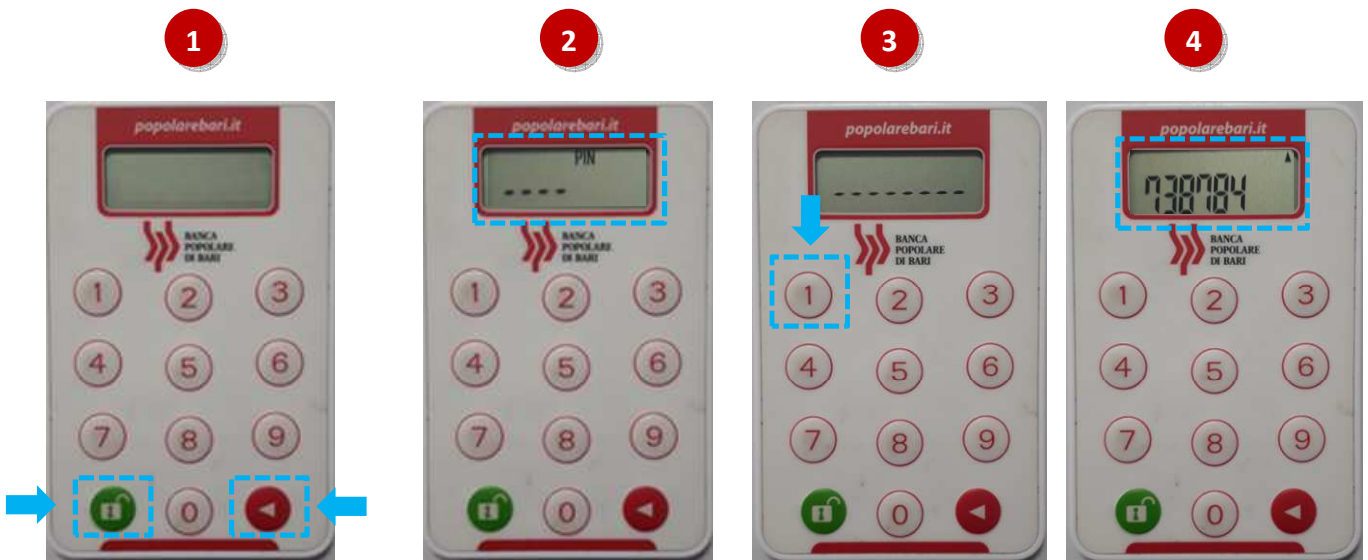 1
2
3
4
popolarebari.it
BANCA
POPOLARE
DI BARI
1 2 3
4 5 6
7 8 9
0
popolarebari.it
PIN
----
BANCA
POPOLARE
DI BARI
1 2 3
4 5 6
7 8 9
0
popolarebari.it
--------
BANCA
POPOLARE
DI BARI
1 2 3
4 5 6
7 8 9
0
popolarebari.it
738784
BANCA
POPOLARE
DI BARI
1 2 3
4 5 6
7 8 9
0